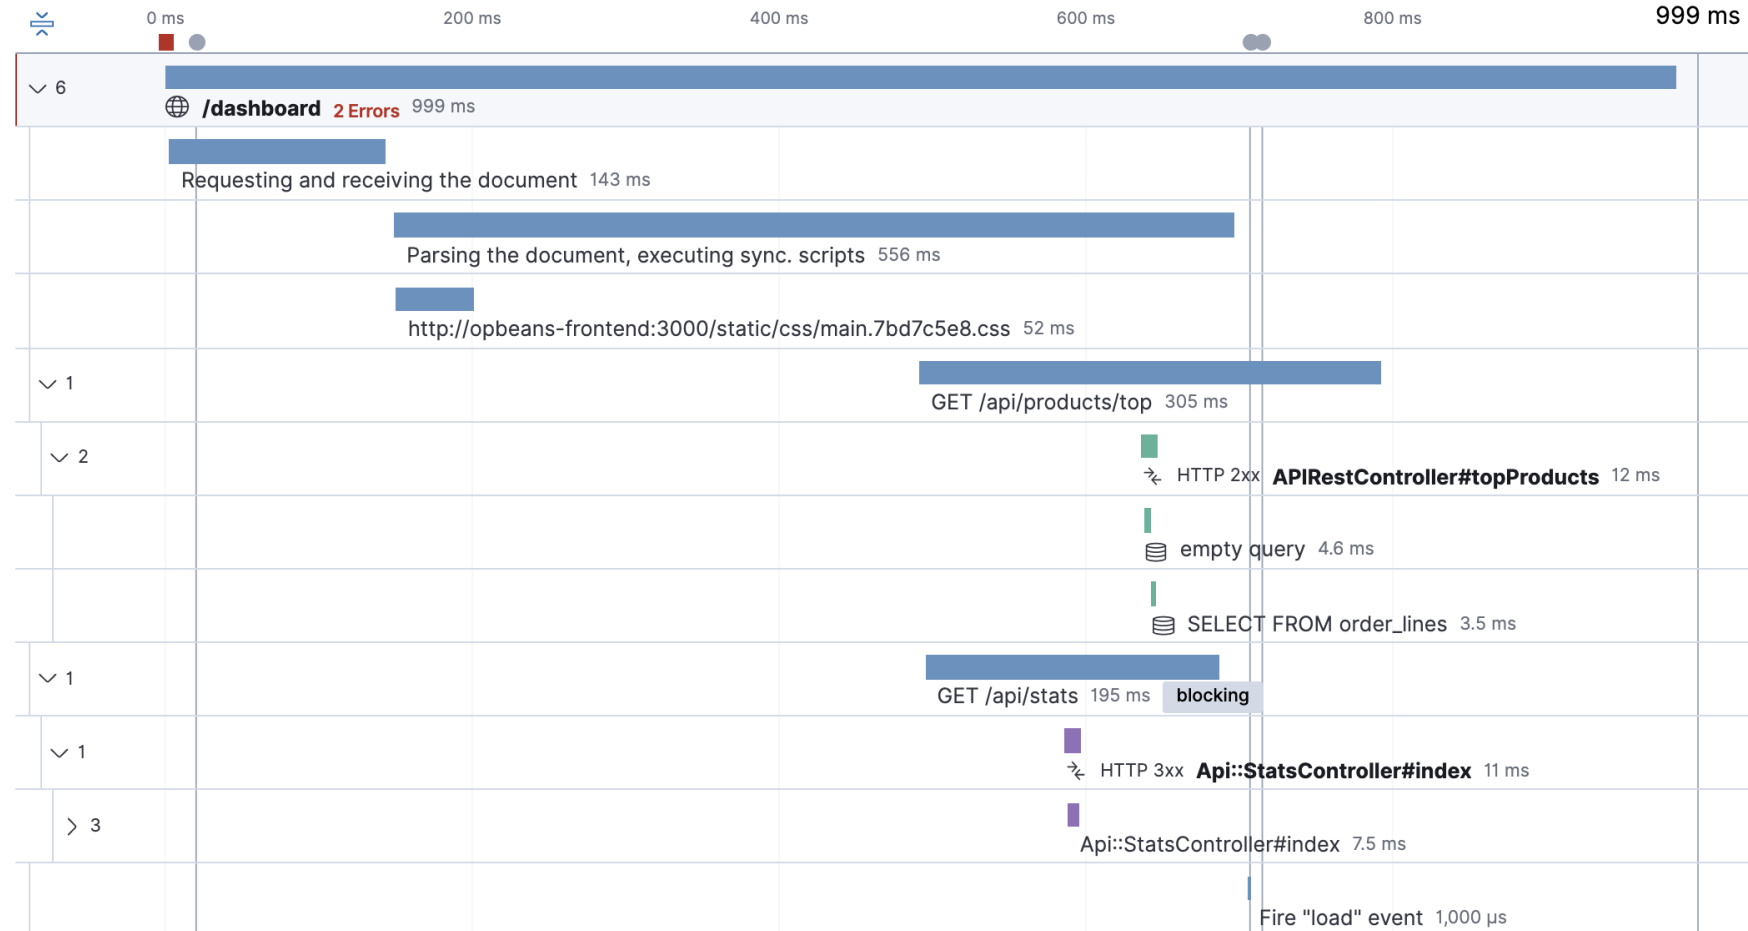 0 ms 200 ms 400 ms 600 ms 800 ms 999 ms
6
/dashboard 2 Errors 999 ms
Requesting and receiving the document 143 ms
Parsing the document, executing sync. scripts 556 ms
http://opbeans-frontend:3000/static/css/main.7bd7c5e8.css 52 ms
1
GET /api/products/top 305 ms
2
HTTP 2xx APIRestController#topProducts 12 ms
empty query 4.6 ms
SELECT FROM order_lines 3.5 ms
1
GET /api/stats 195 ms blocking
1
HTTP 3xx Api::StatsController#index 11 ms
3
Api::StatsController#index 7.5 ms
Fire "load" event 1,000 μs